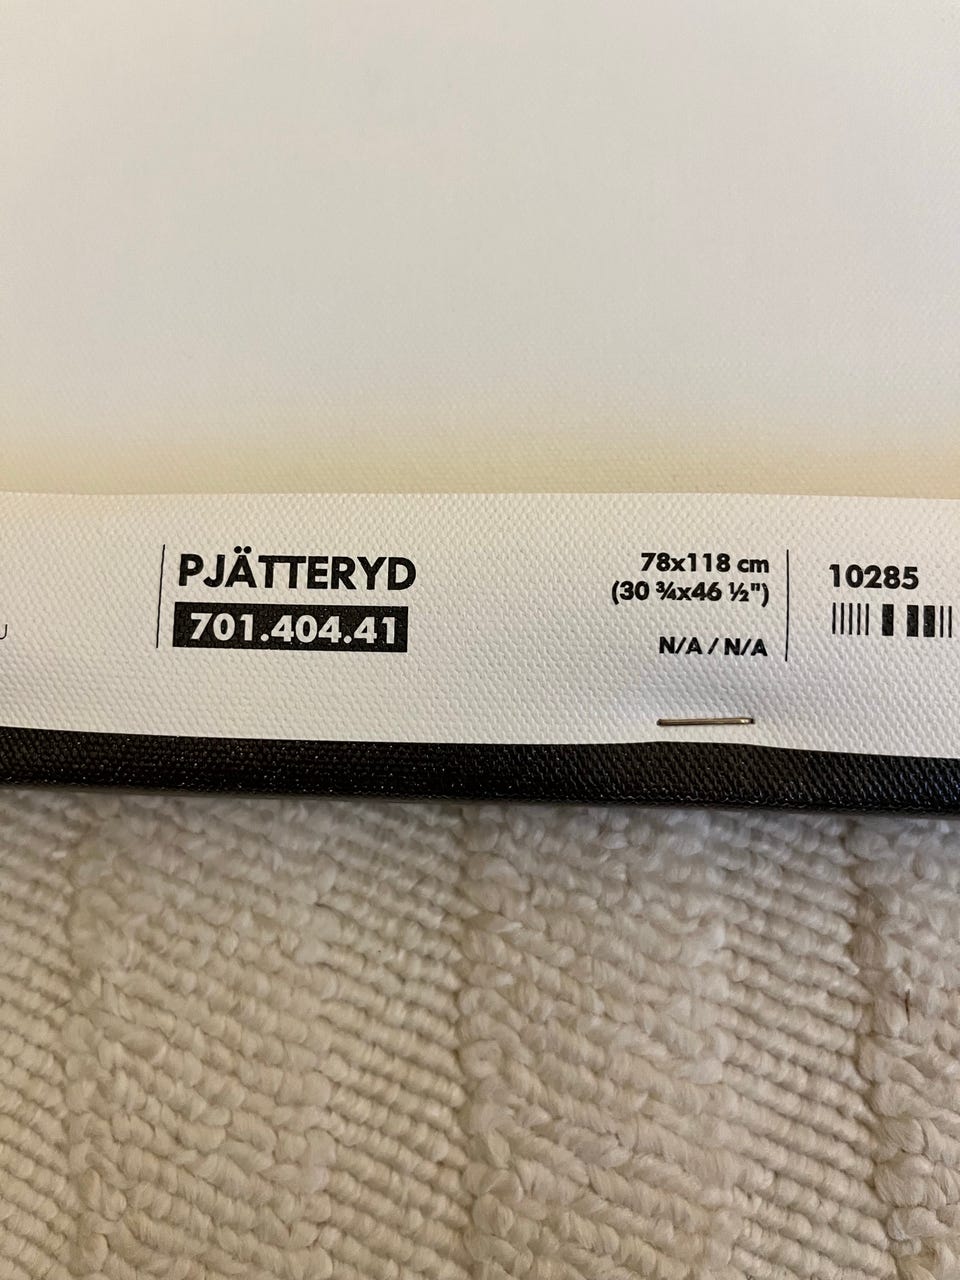 PJÄTTERYD
701.404.41
78x118 cm
(30 ¾x46 ½")
N/A / N/A
10285